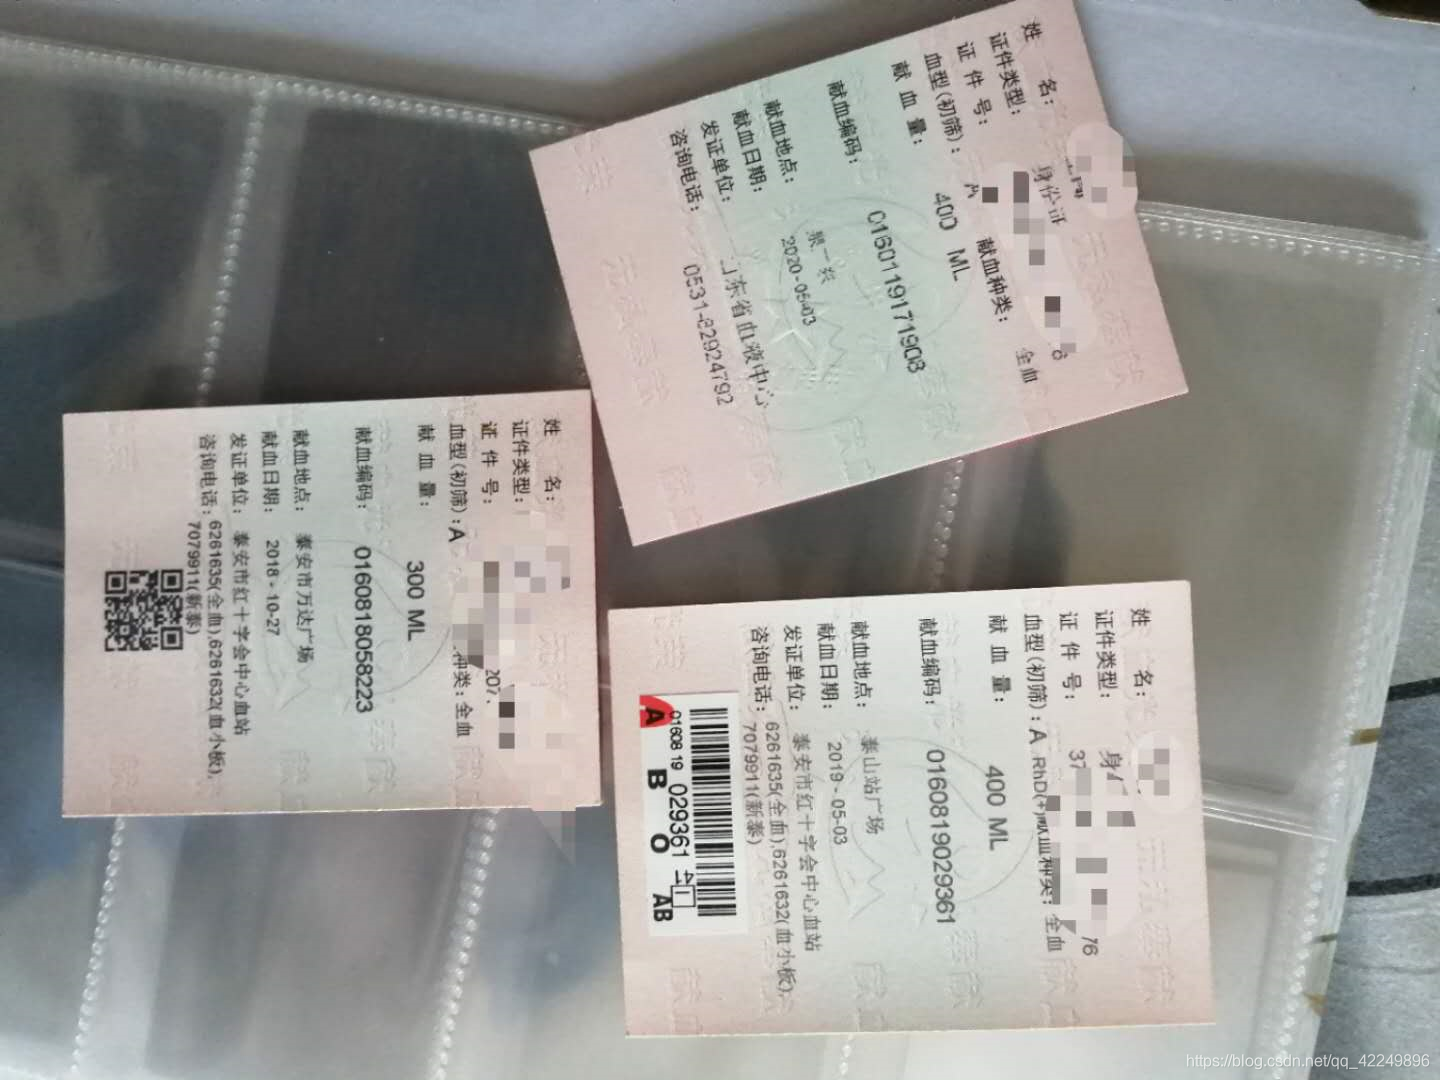 姓 名:
证件类型: 身份证
证 件 号:
血型(初筛): 献血种类: 全血
献 血 量: 400 ML
献血编码: 0160119171908
献血地点:
献血日期: 2020-05-03
发证单位: 山东省血液中心
咨询电话: 0531-82924792
姓 名:
证件类型:
证 件 号: 207
血型(初筛): A 种类: 全血
献 血 量: 300 ML
献血编码: 0160818058223
献血地点: 泰安市万达广场
献血日期: 2018-10-27
发证单位: 泰安市红十字会中心血站
咨询电话: 6261635(全血),6261632(血小板),
7079911(新泰)
姓 名:
证件类型: 身
证 件 号: 37 76
血型(初筛): A RhD(+)献血种类: 全血
献 血 量: 400 ML
献血编码: 0160819029361
献血地点: 泰山站广场
献血日期: 2019-05-03
发证单位: 泰安市红十字会中心血站
咨询电话: 6261635(全血),6261632(血小板),
7079911(新泰)
01608 19 029361
A B O AB
https://blog.csdn.net/qq_42249896